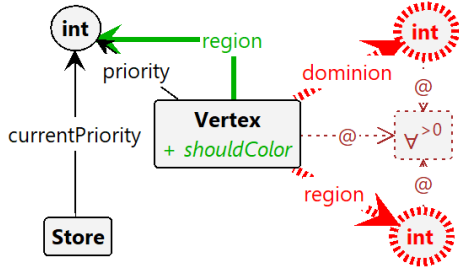 int
region
int
priority
dominion
@
currentPriority
Vertex
+ shouldColor
@
∀>0
@
region
Store
int